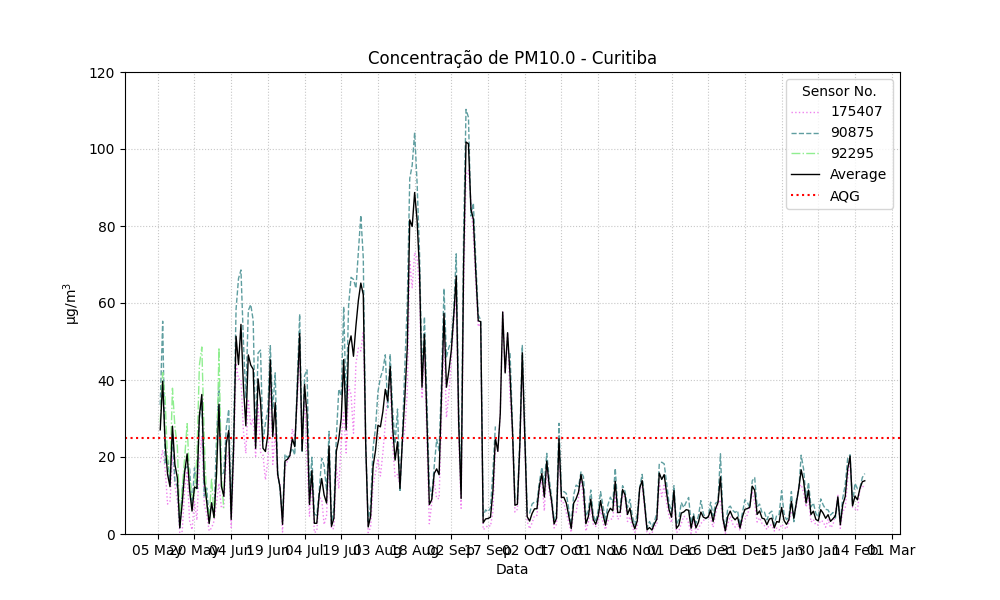 Concentração de PM10.0 - Curitiba
120
100
80
60
40
20
0
µg/m³
Sensor No.
175407
90875
92295
Average
AQG
05 May 20 May 04 Jun 19 Jun 04 Jul 19 Jul 03 Aug 18 Aug 02 Sep 17 Sep 02 Oct 17 Oct 01 Nov 16 Nov 01 Dec 16 Dec 31 Dec 15 Jan 30 Jan 14 Feb 01 Mar
Data